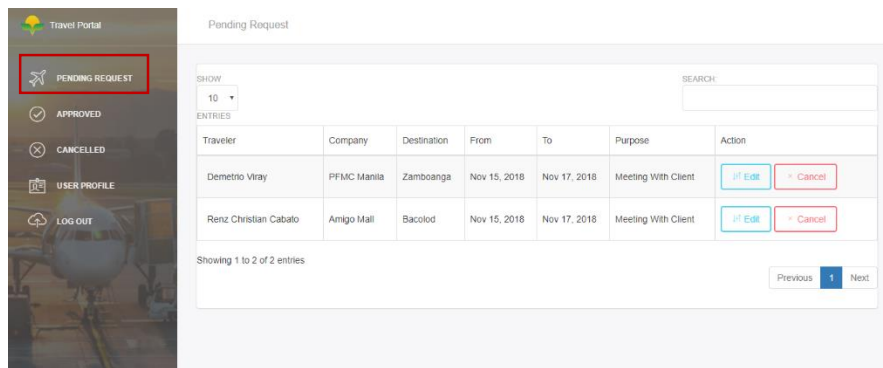 Travel Portal
Pending Request
PENDING REQUEST
APPROVED
CANCELLED
USER PROFILE
LOG OUT
SHOW
10
ENTRIES
SEARCH:
Traveler Company Destination From To Purpose Action
Demetrio Viray PFMC Manila Zamboanga Nov 15, 2018 Nov 17, 2018 Meeting With Client Edit Cancel
Renz Christian Cabato Amigo Mall Bacolod Nov 15, 2018 Nov 17, 2018 Meeting With Client Edit Cancel
Showing 1 to 2 of 2 entries
Previous 1 Next